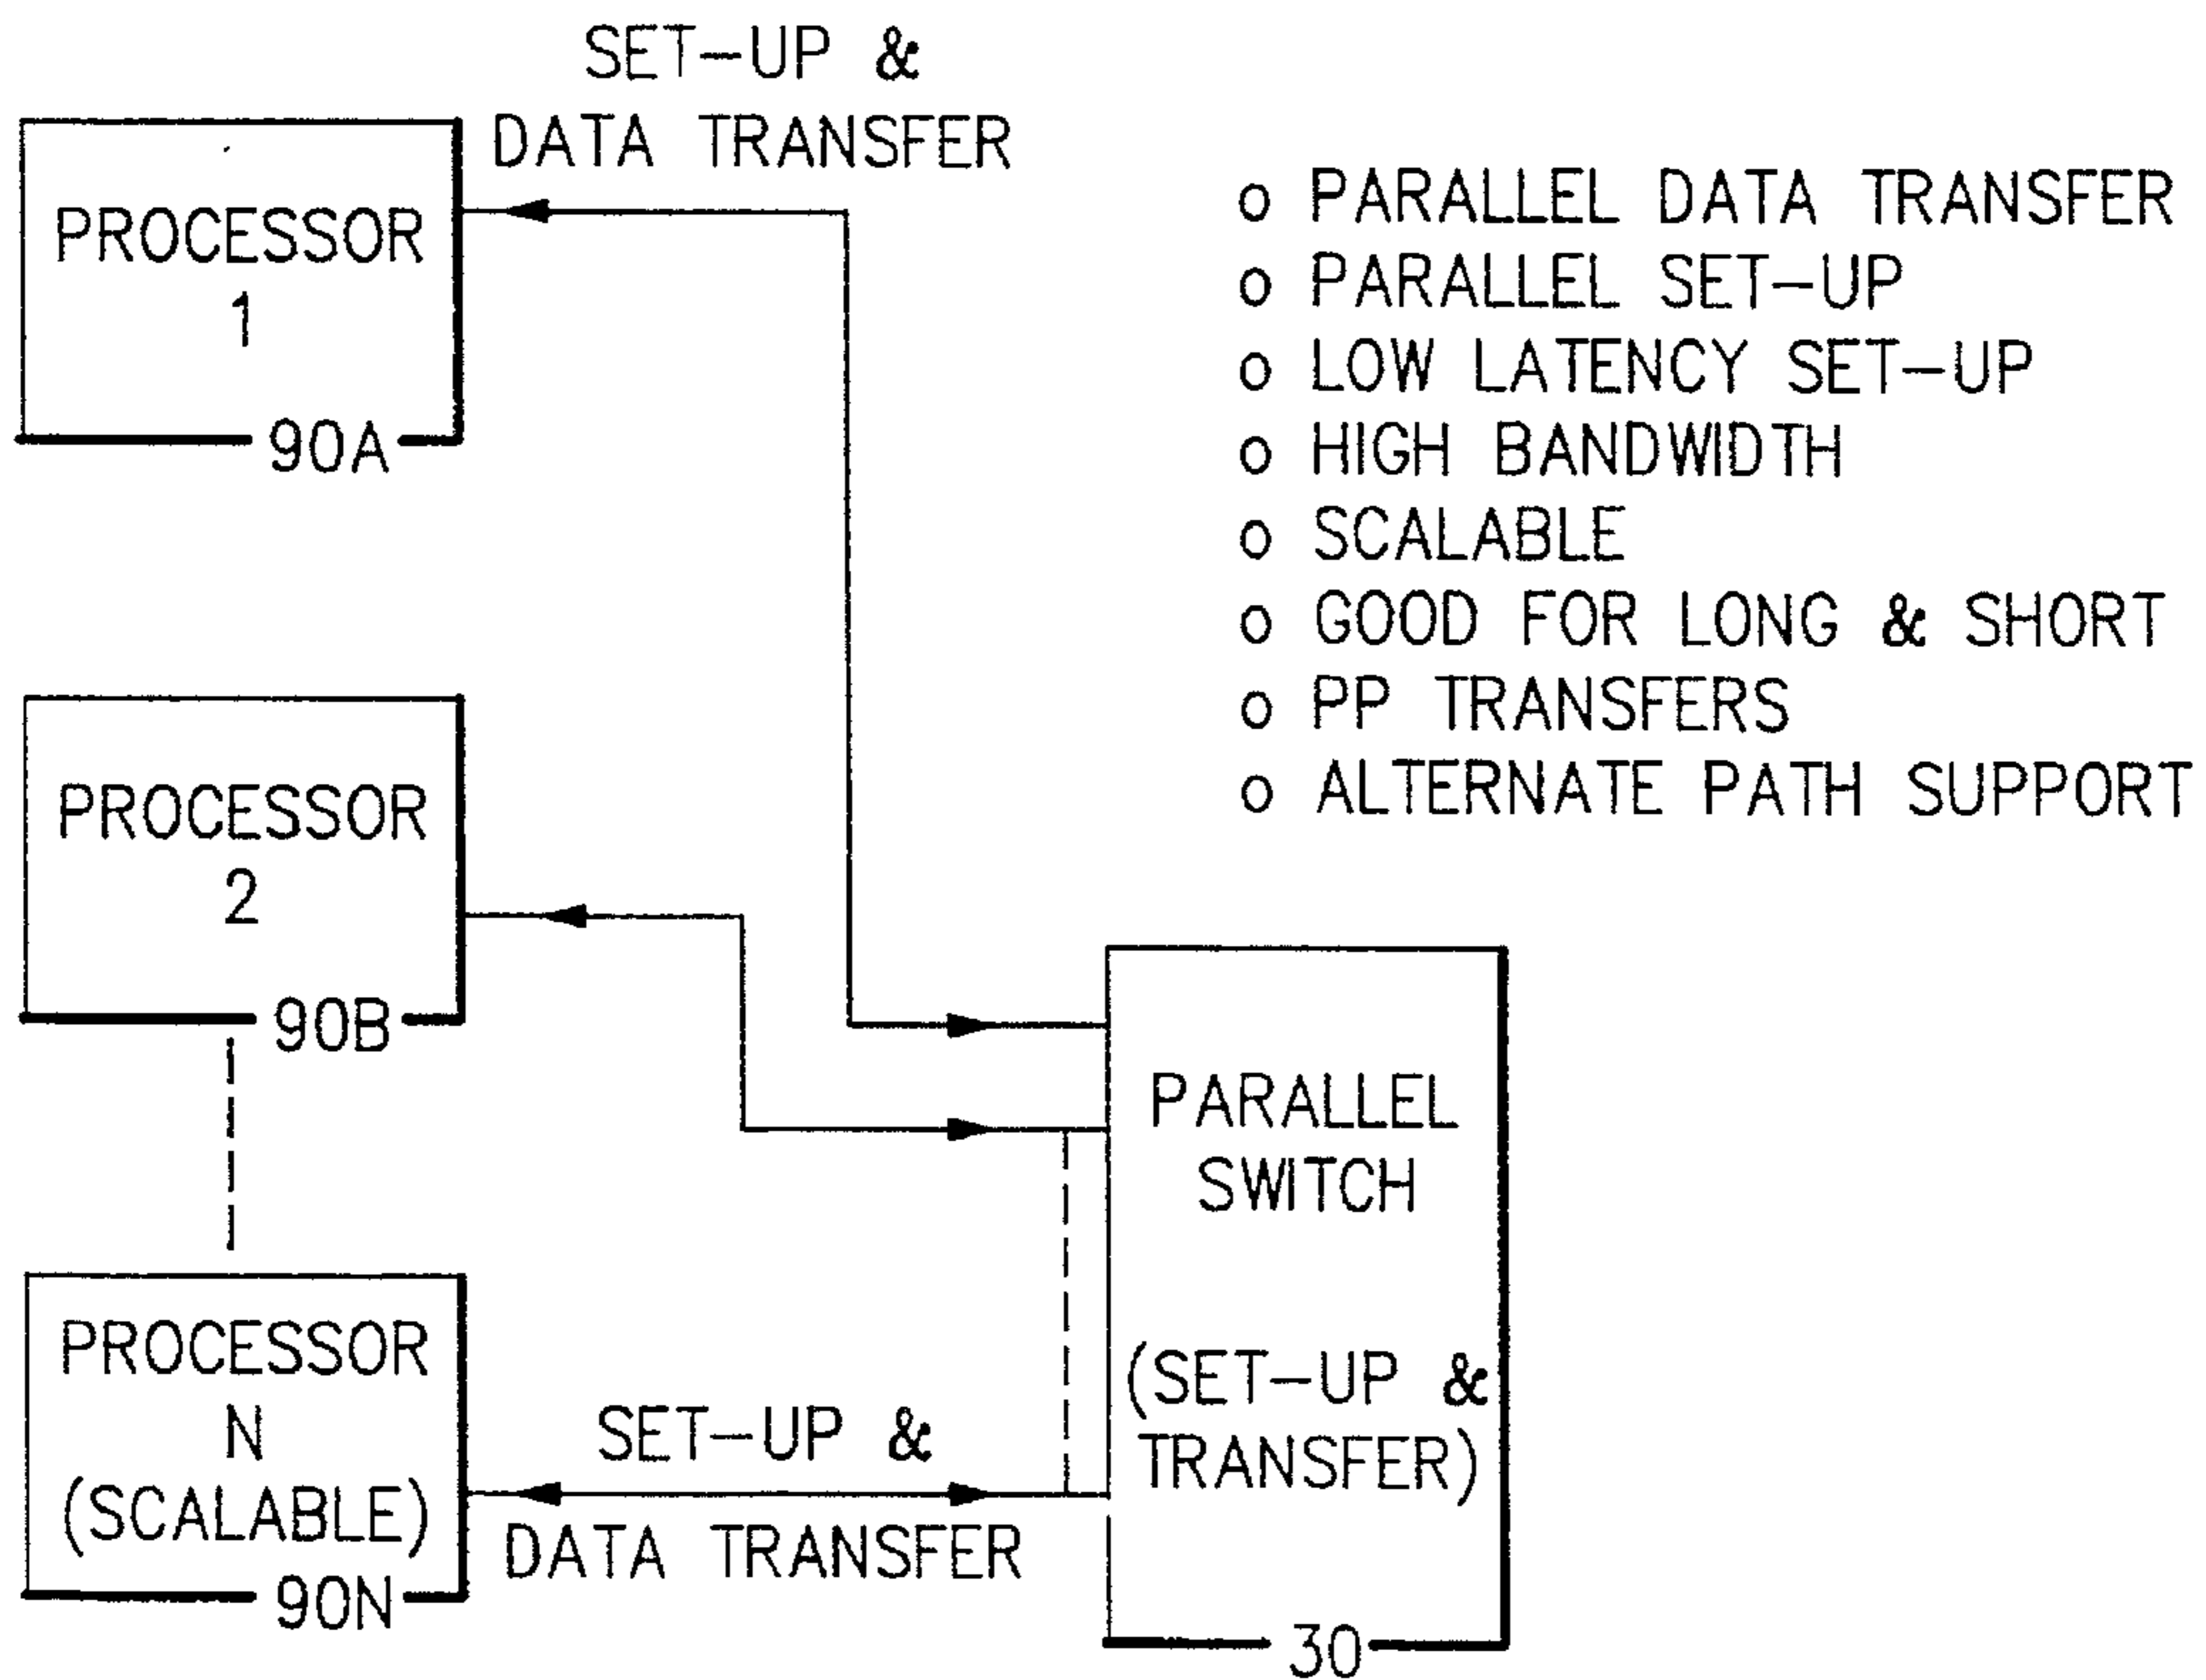 SET-UP &
DATA TRANSFER
PROCESSOR
1
90A
o PARALLEL DATA TRANSFER
o PARALLEL SET-UP
o LOW LATENCY SET-UP
o HIGH BANDWIDTH
o SCALABLE
o GOOD FOR LONG & SHORT
o PP TRANSFERS
o ALTERNATE PATH SUPPORT
PROCESSOR
2
90B
PROCESSOR
N
(SCALABLE)
90N
SET-UP &
DATA TRANSFER
PARALLEL
SWITCH
(SET-UP &
TRANSFER)
30